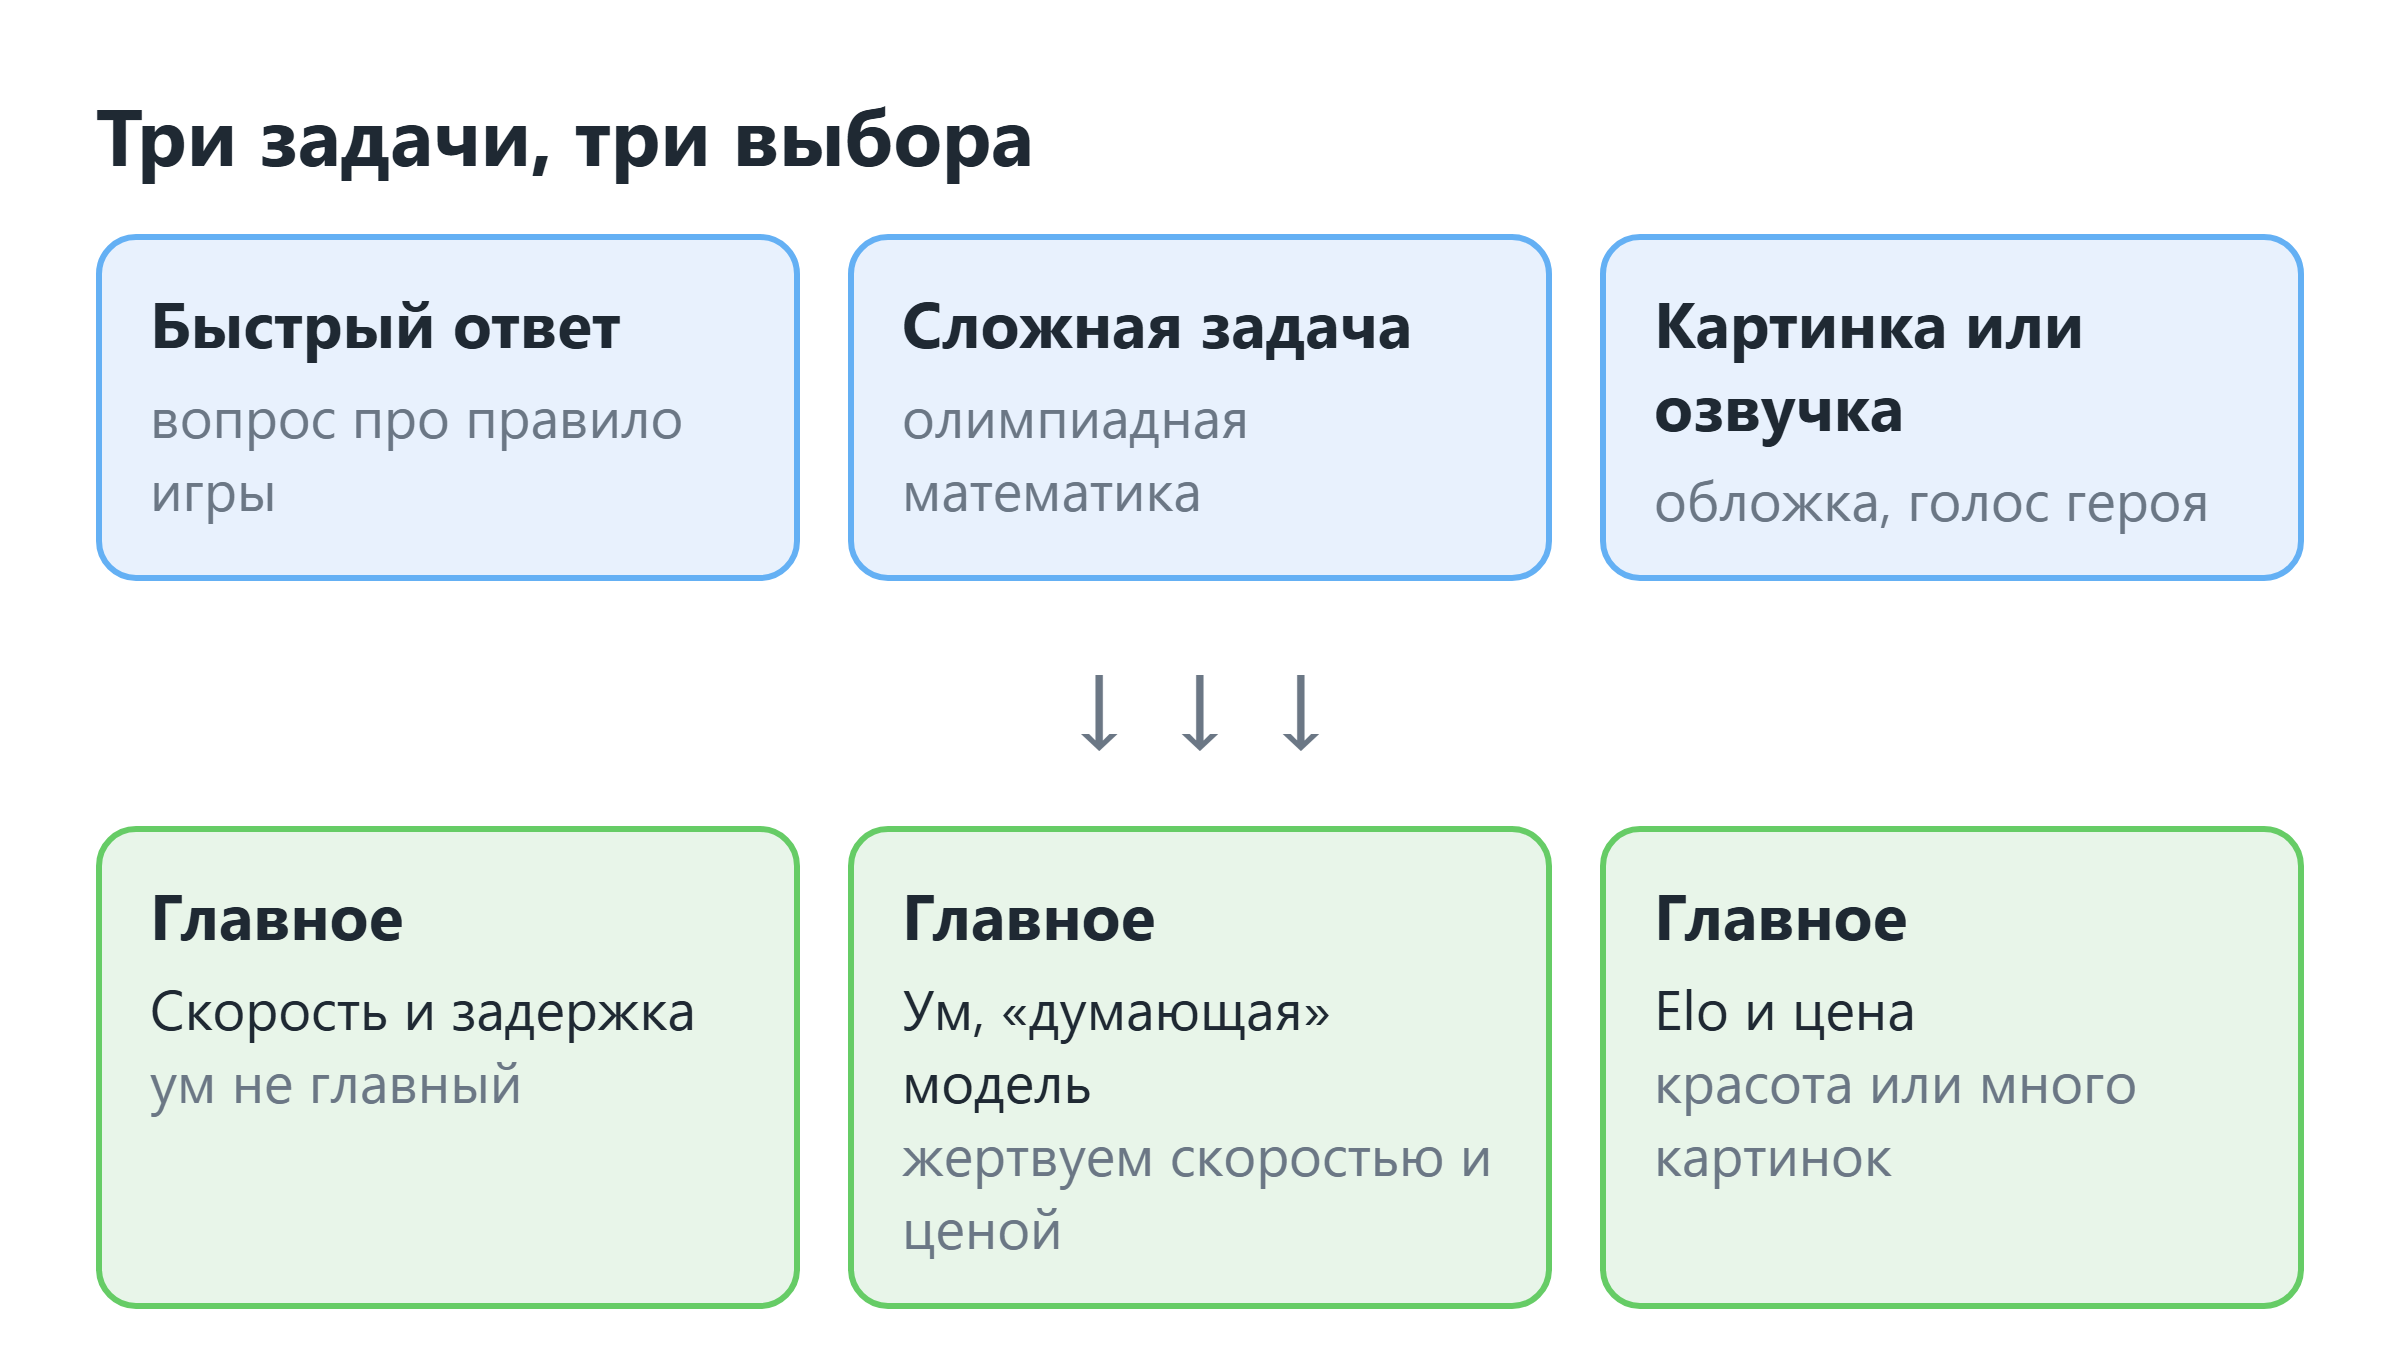 Три задачи, три выбора
Быстрый ответ
вопрос про правило
игры
Сложная задача
олимпиадная
математика
Картинка или
озвучка
обложка, голос героя
↓ ↓ ↓
Главное
Скорость и задержка
ум не главный
Главное
Ум, «думающая»
модель
жертвуем скоростью и
ценой
Главное
Elo и цена
красота или много
картинок